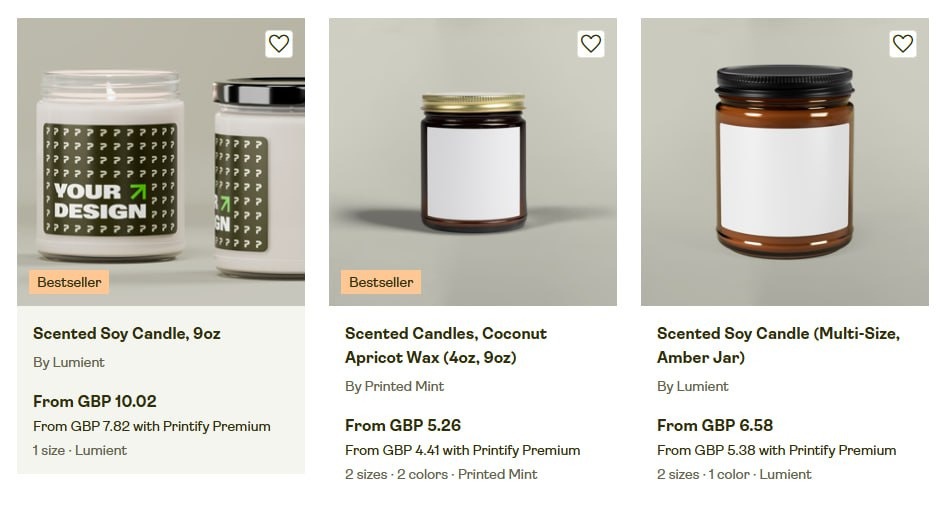 YOUR
DESIGN
GN
Bestseller
Scented Soy Candle, 9oz
By Lumient
From GBP 10.02
From GBP 7.82 with Printify Premium
1 size · Lumient
Bestseller
Scented Candles, Coconut
Apricot Wax (4oz, 9oz)
By Printed Mint
From GBP 5.26
From GBP 4.41 with Printify Premium
2 sizes · 2 colors · Printed Mint
Scented Soy Candle (Multi-Size,
Amber Jar)
By Lumient
From GBP 6.58
From GBP 5.38 with Printify Premium
2 sizes · 1 color · Lumient